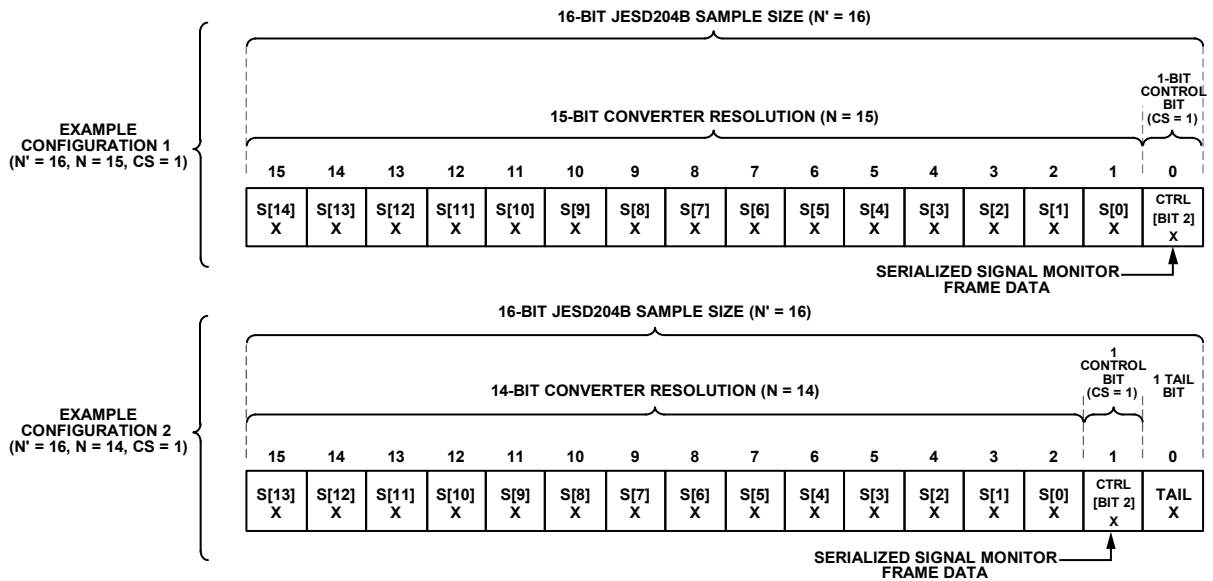 16-BIT JESD204B SAMPLE SIZE (N' = 16)
1-BIT
CONTROL
BIT
(CS = 1)
15-BIT CONVERTER RESOLUTION (N = 15)
EXAMPLE
CONFIGURATION 1
(N' = 16, N = 15, CS = 1)
15 14 13 12 11 10 9 8 7 6 5 4 3 2 1 0
S[14] S[13] S[12] S[11] S[10] S[9] S[8] S[7] S[6] S[5] S[4] S[3] S[2] S[1] S[0] CTRL
[BIT 2]
X X X X X X X X X X X X X X X X
SERIALIZED SIGNAL MONITOR
FRAME DATA
16-BIT JESD204B SAMPLE SIZE (N' = 16)
1
CONTROL
BIT
(CS = 1)
1 TAIL
BIT
14-BIT CONVERTER RESOLUTION (N = 14)
EXAMPLE
CONFIGURATION 2
(N' = 16, N = 14, CS = 1)
15 14 13 12 11 10 9 8 7 6 5 4 3 2 1 0
S[13] S[12] S[11] S[10] S[9] S[8] S[7] S[6] S[5] S[4] S[3] S[2] S[1] S[0] CTRL TAIL
[BIT 2]
X X X X X X X X X X X X X X X X
SERIALIZED SIGNAL MONITOR
FRAME DATA